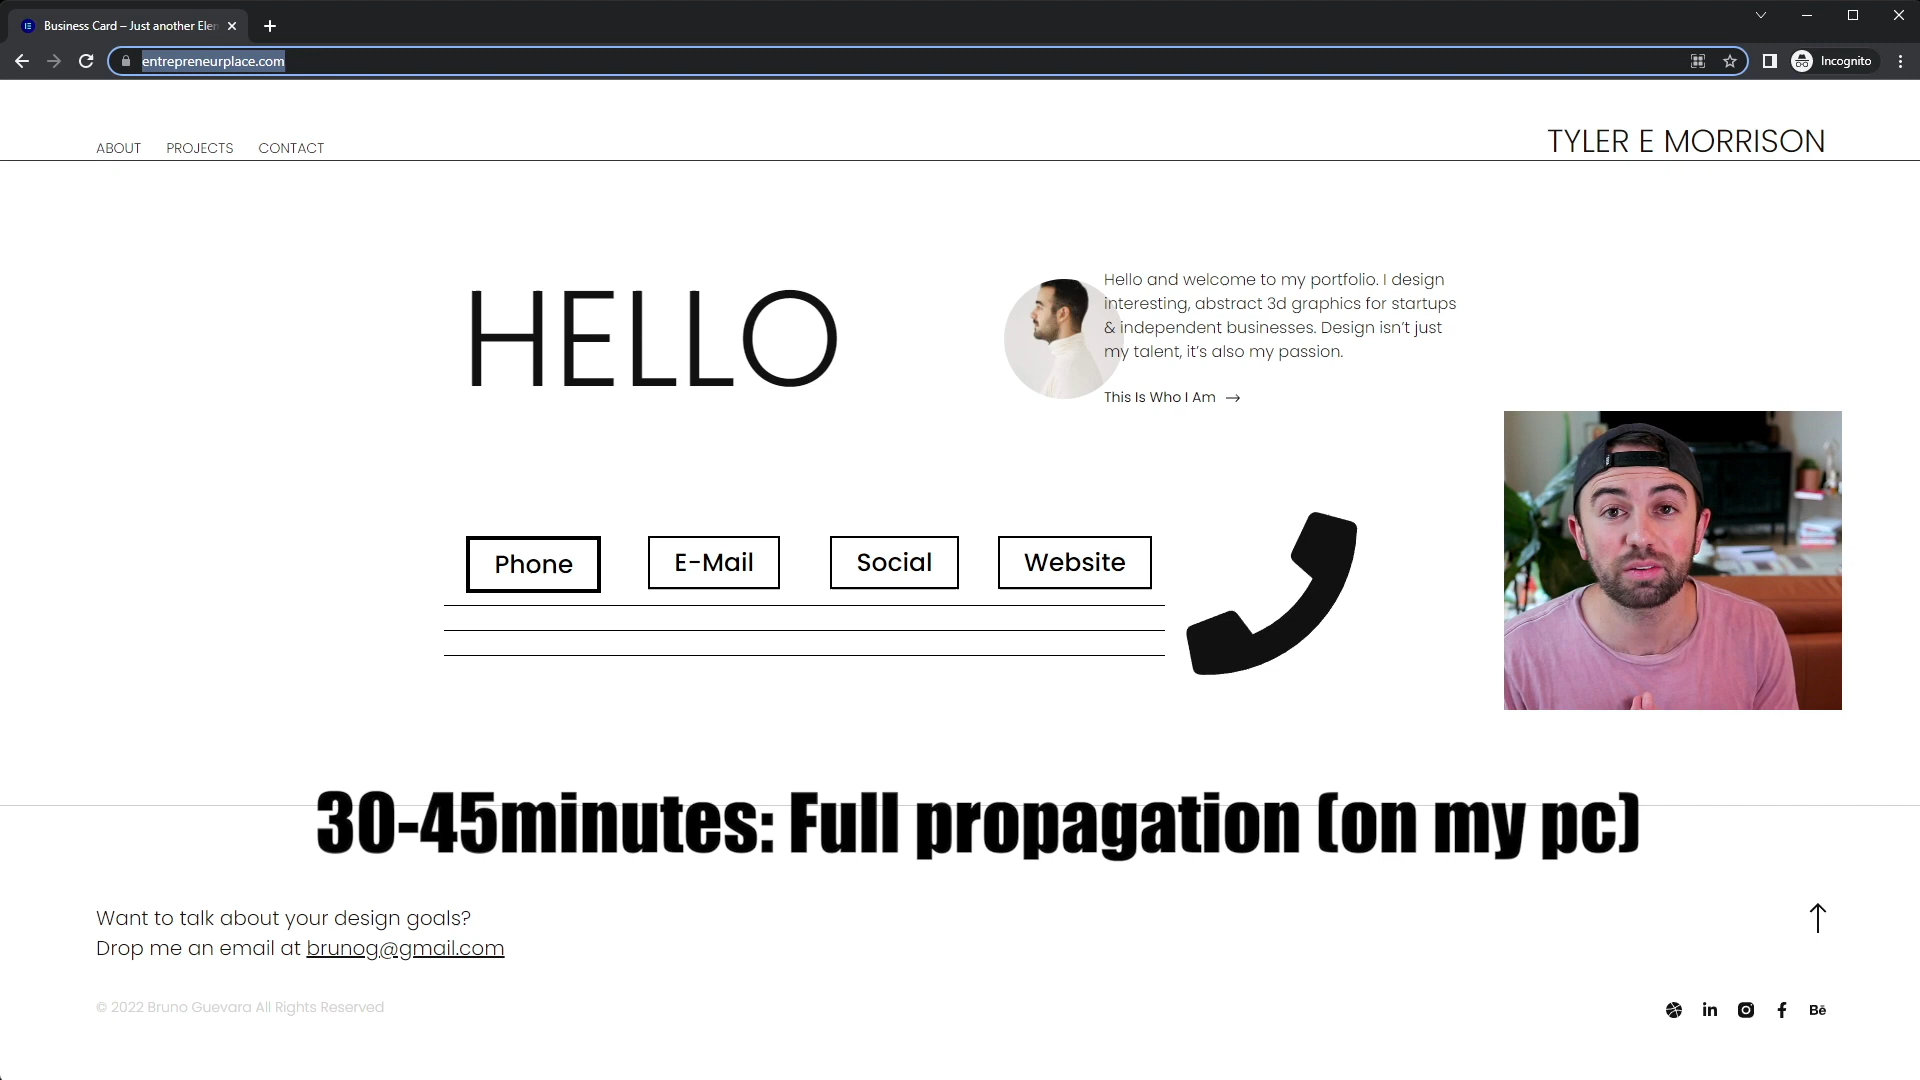 Business Card – Just another Elen
entrepreneurplace.com
Incognito
ABOUT PROJECTS CONTACT
TYLER E MORRISON
HELLO
Hello and welcome to my portfolio. I design
interesting, abstract 3d graphics for startups
& independent businesses. Design isn’t just
my talent, it’s also my passion.
This Is Who I Am →
Phone E-Mail Social Website
30-45minutes: Full propagation (on my pc)
Want to talk about your design goals?
Drop me an email at brunog@gmail.com
© 2022 Bruno Guevara All Rights Reserved
in f Bē